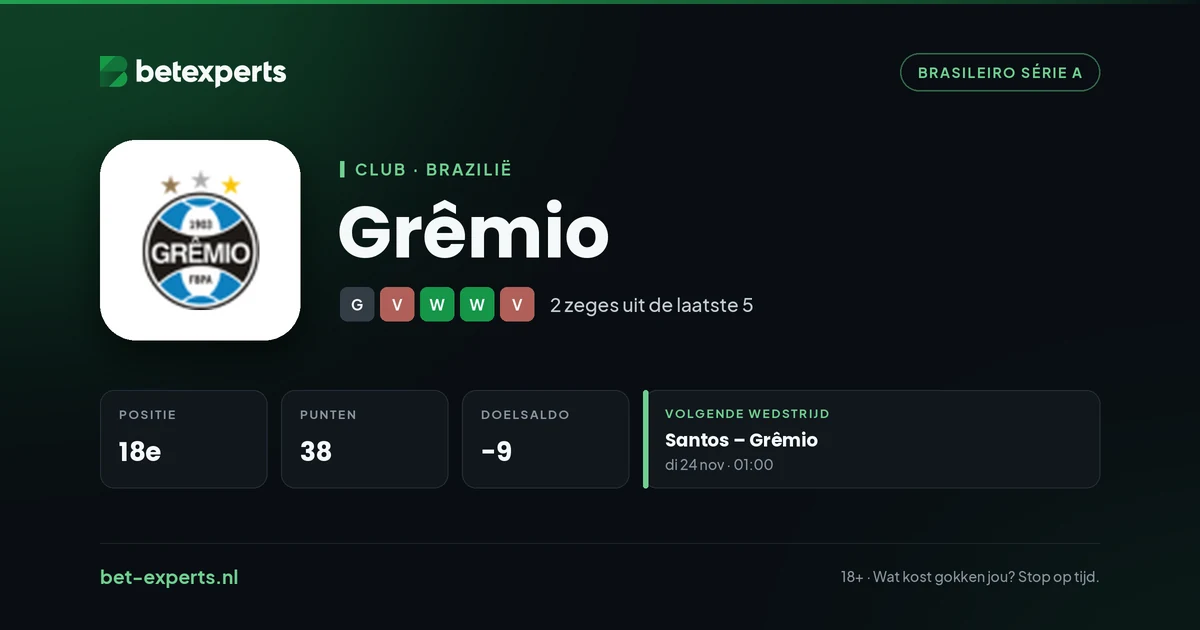 betexperts
BRASILEIRO SÉRIE A
CLUB · BRAZILIË
1903
GRÊMIO
FBPA
Grêmio
G V W W V 2 zeges uit de laatste 5
POSITIE
18e
PUNTEN
38
DOELSALDO
-9
VOLGENDE WEDSTRIJD
Santos – Grêmio
di 24 nov · 01:00
bet-experts.nl
18+ · Wat kost gokken jou? Stop op tijd.